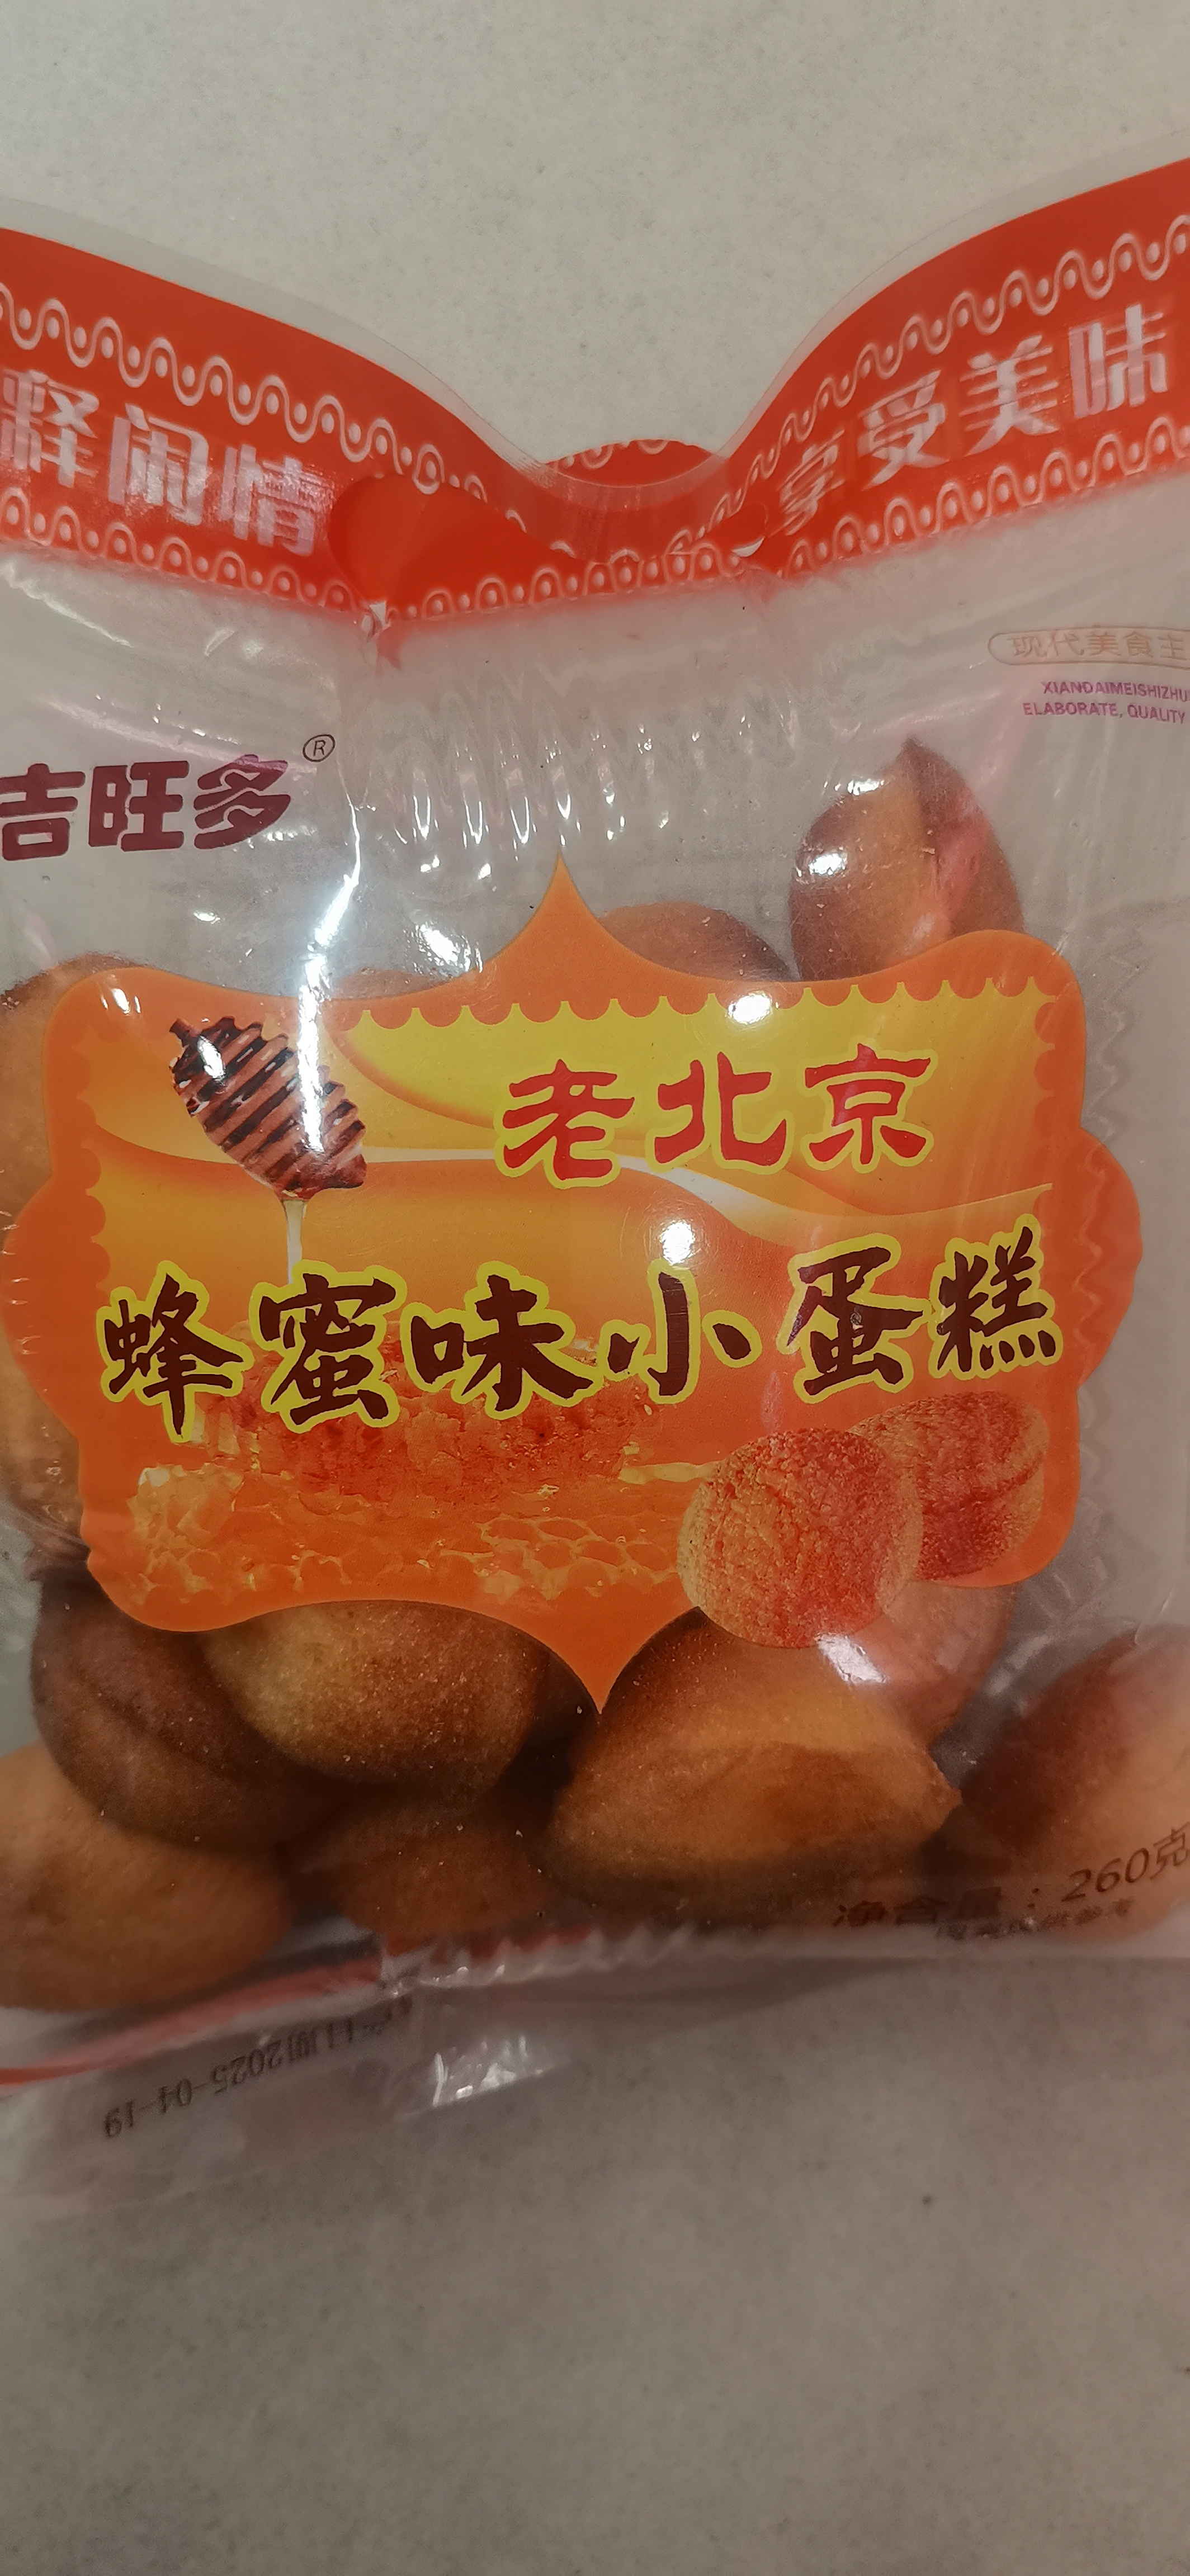 释闲情
享受美味
现代美食主
XIANDAIMEISHIZHU
ELABORATE, QUALITY
吉旺多®
老北京
蜂蜜味小蛋糕
净含量：260克
2025-04-19